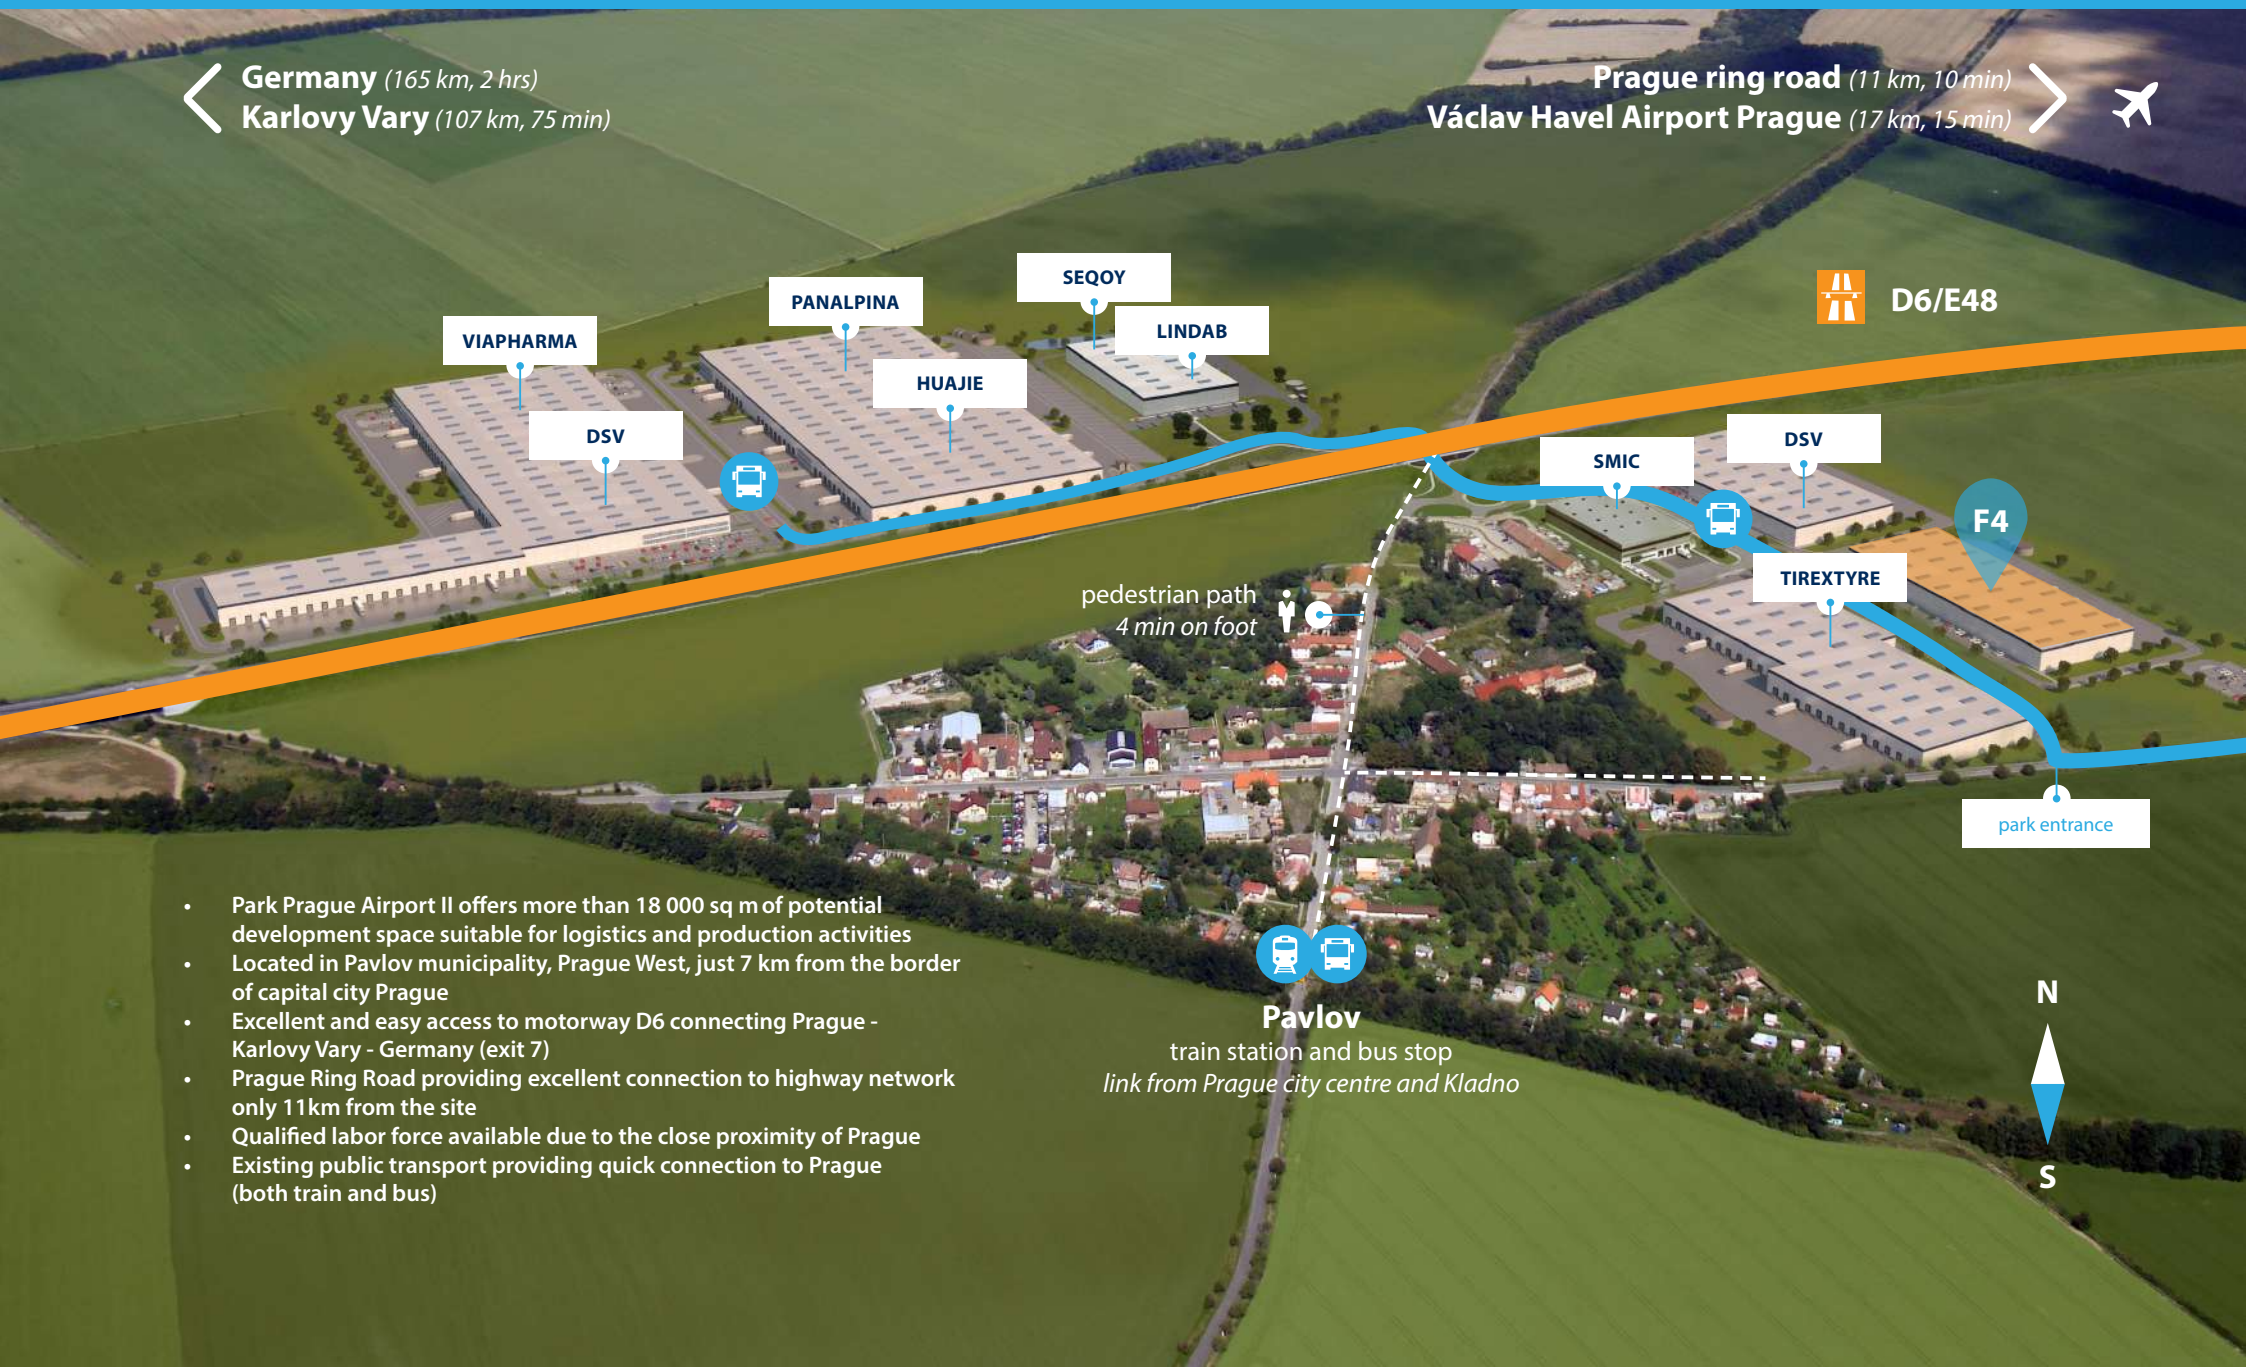 Germany (165 km, 2 hrs)
Karlovy Vary (107 km, 75 min)
Prague ring road (11 km, 10 min)
Václav Havel Airport Prague (17 km, 15 min)
SEQOY
PANALPINA
LINDAB
VIAPHARMA
HUAJIE
DSV
D6/E48
DSV
SMIC
F4
TIREXTYRE
pedestrian path
4 min on foot
park entrance
• Park Prague Airport II offers more than 18 000 sq m of potential
development space suitable for logistics and production activities
• Located in Pavlov municipality, Prague West, just 7 km from the border
of capital city Prague
• Excellent and easy access to motorway D6 connecting Prague -
Karlovy Vary - Germany (exit 7)
• Prague Ring Road providing excellent connection to highway network
only 11km from the site
• Qualified labor force available due to the close proximity of Prague
• Existing public transport providing quick connection to Prague
(both train and bus)
Pavlov
train station and bus stop
link from Prague city centre and Kladno
N
S